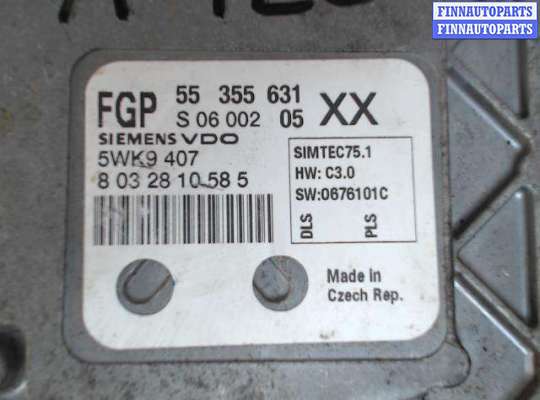 FINNAUTOPARTS
FINNAUTOPARTS
FGP 55 355 631 XX
S 06 002 05
SIEMENS VDO
5WK9 407
8 03 28 10 58 5
SIMTEC75.1
HW: C3.0
SW:0676101C
DLS PLS
Made in
Czech Rep.